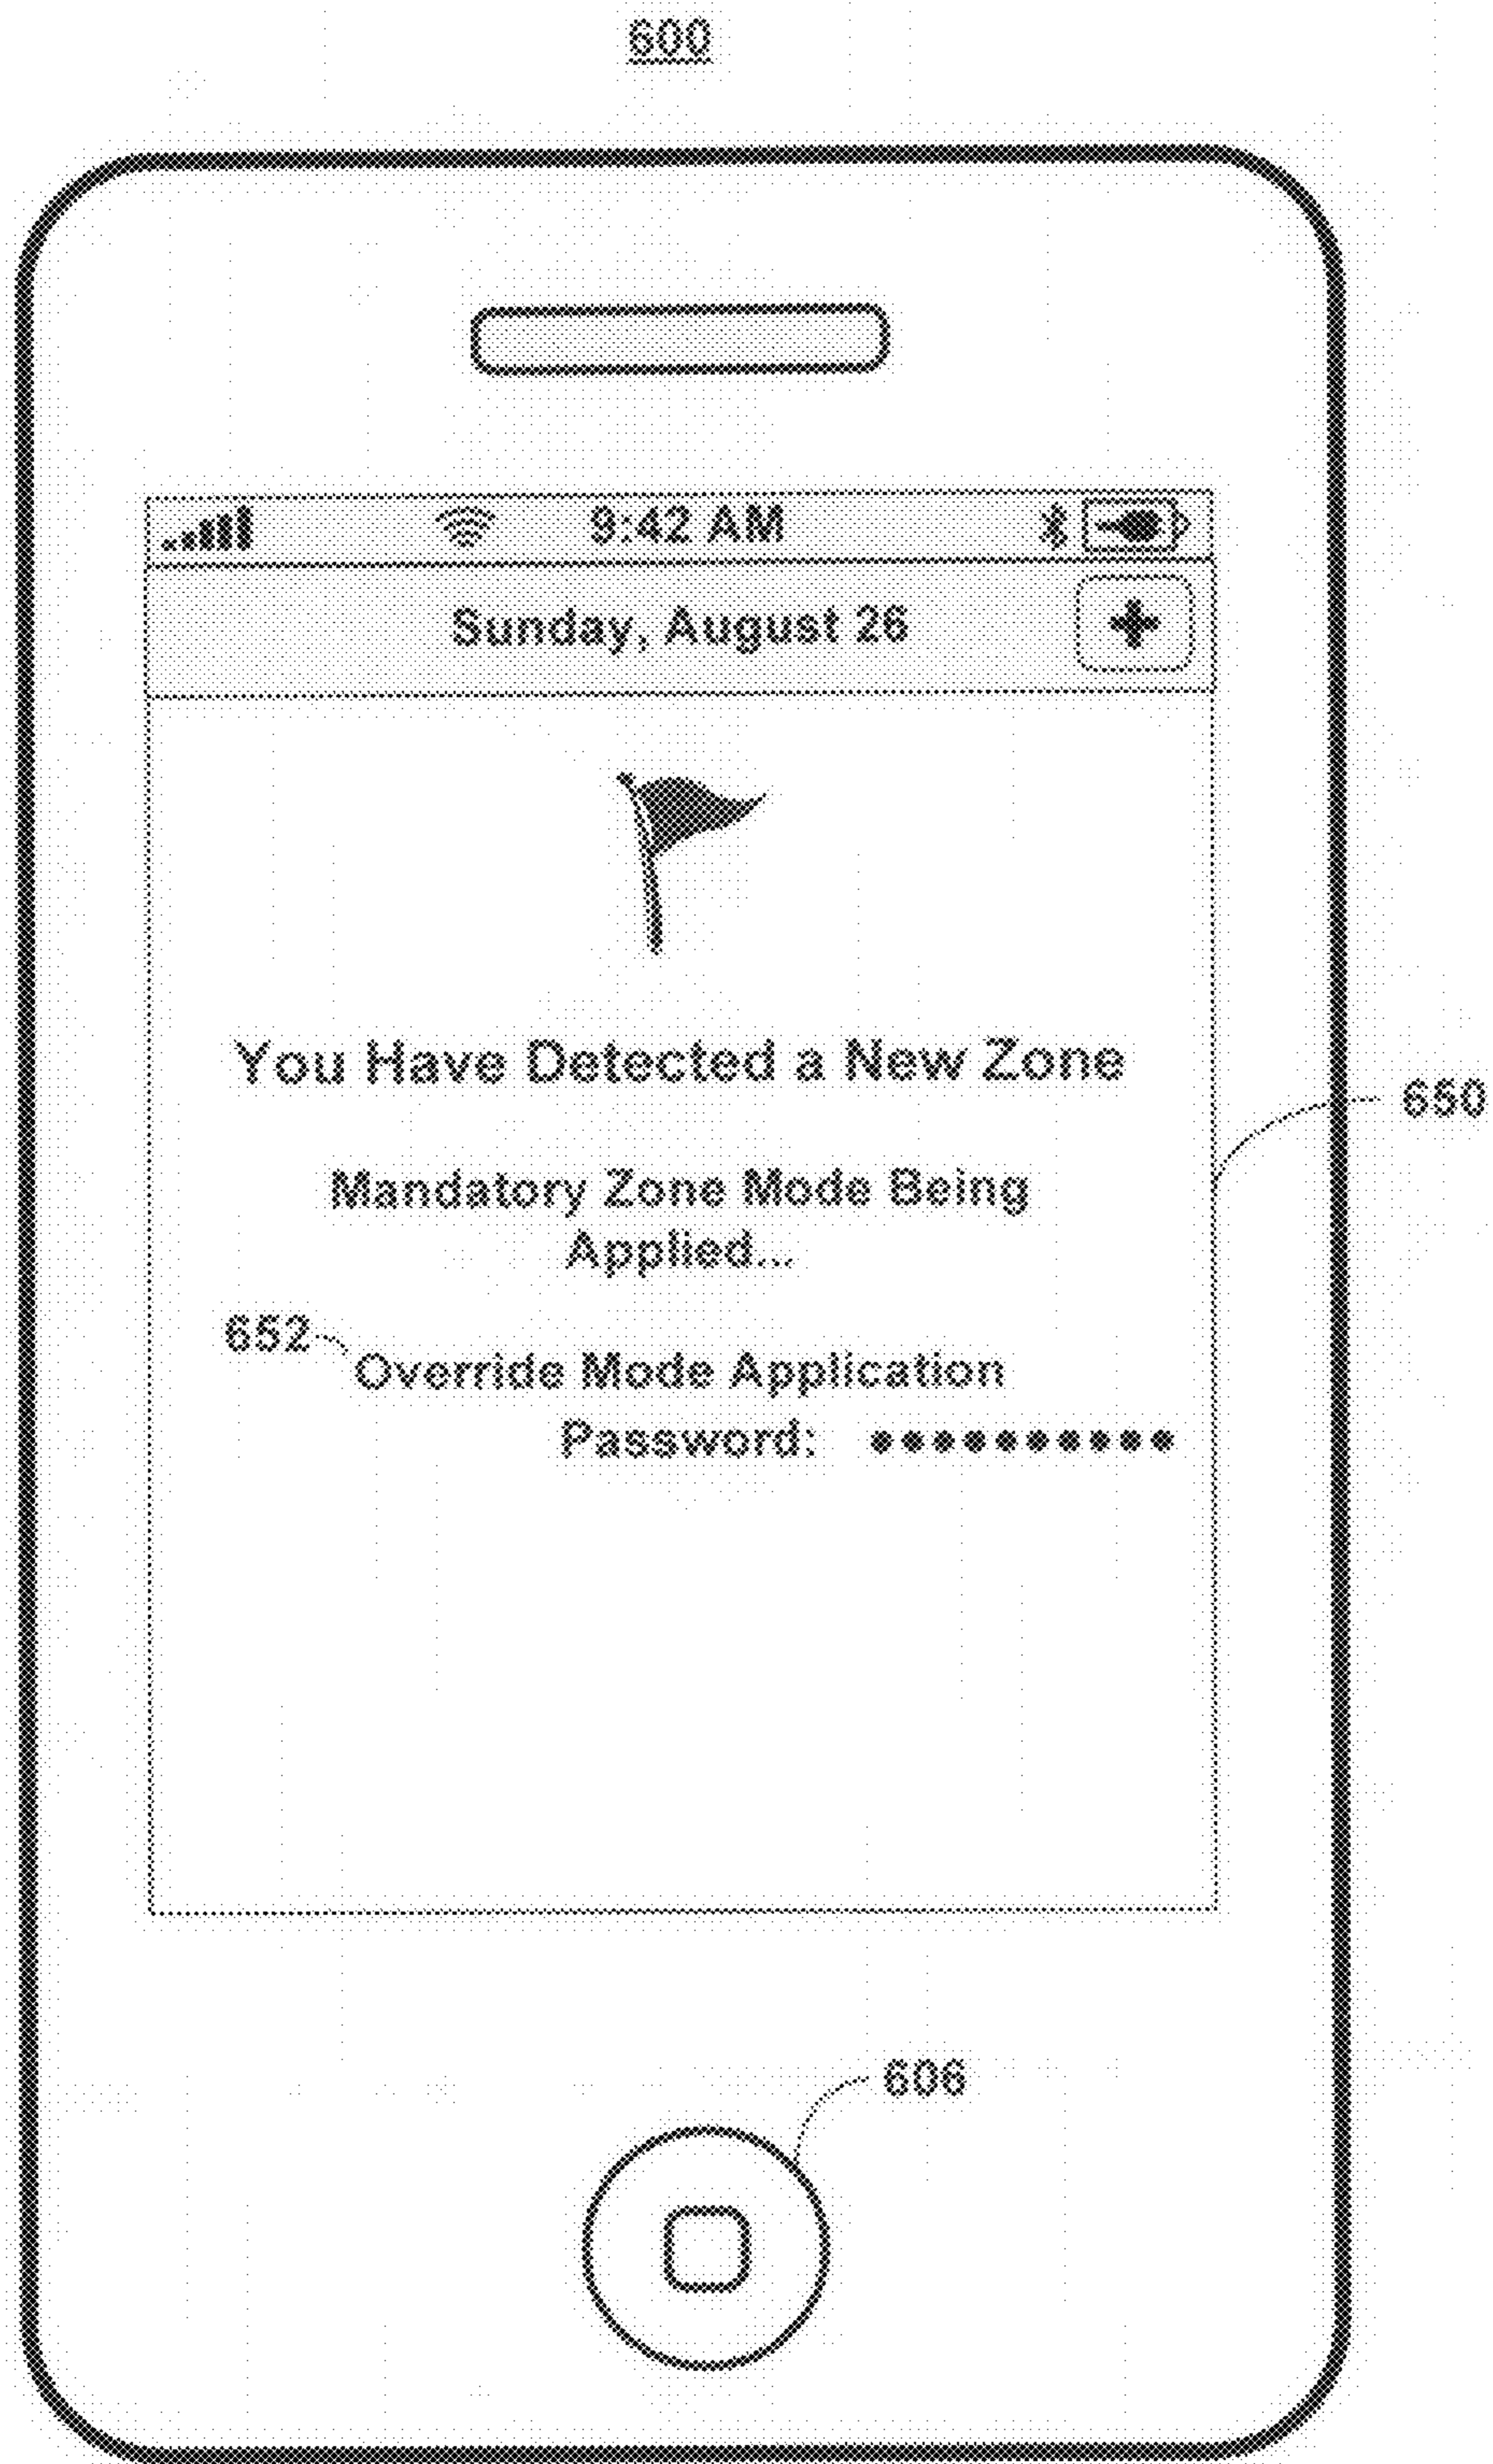 600
9:42 AM
Sunday, August 26
+
You Have Detected a New Zone
650
Mandatory Zone Mode Being
Applied...
652
Override Mode Application
Password: ••••••••••
606